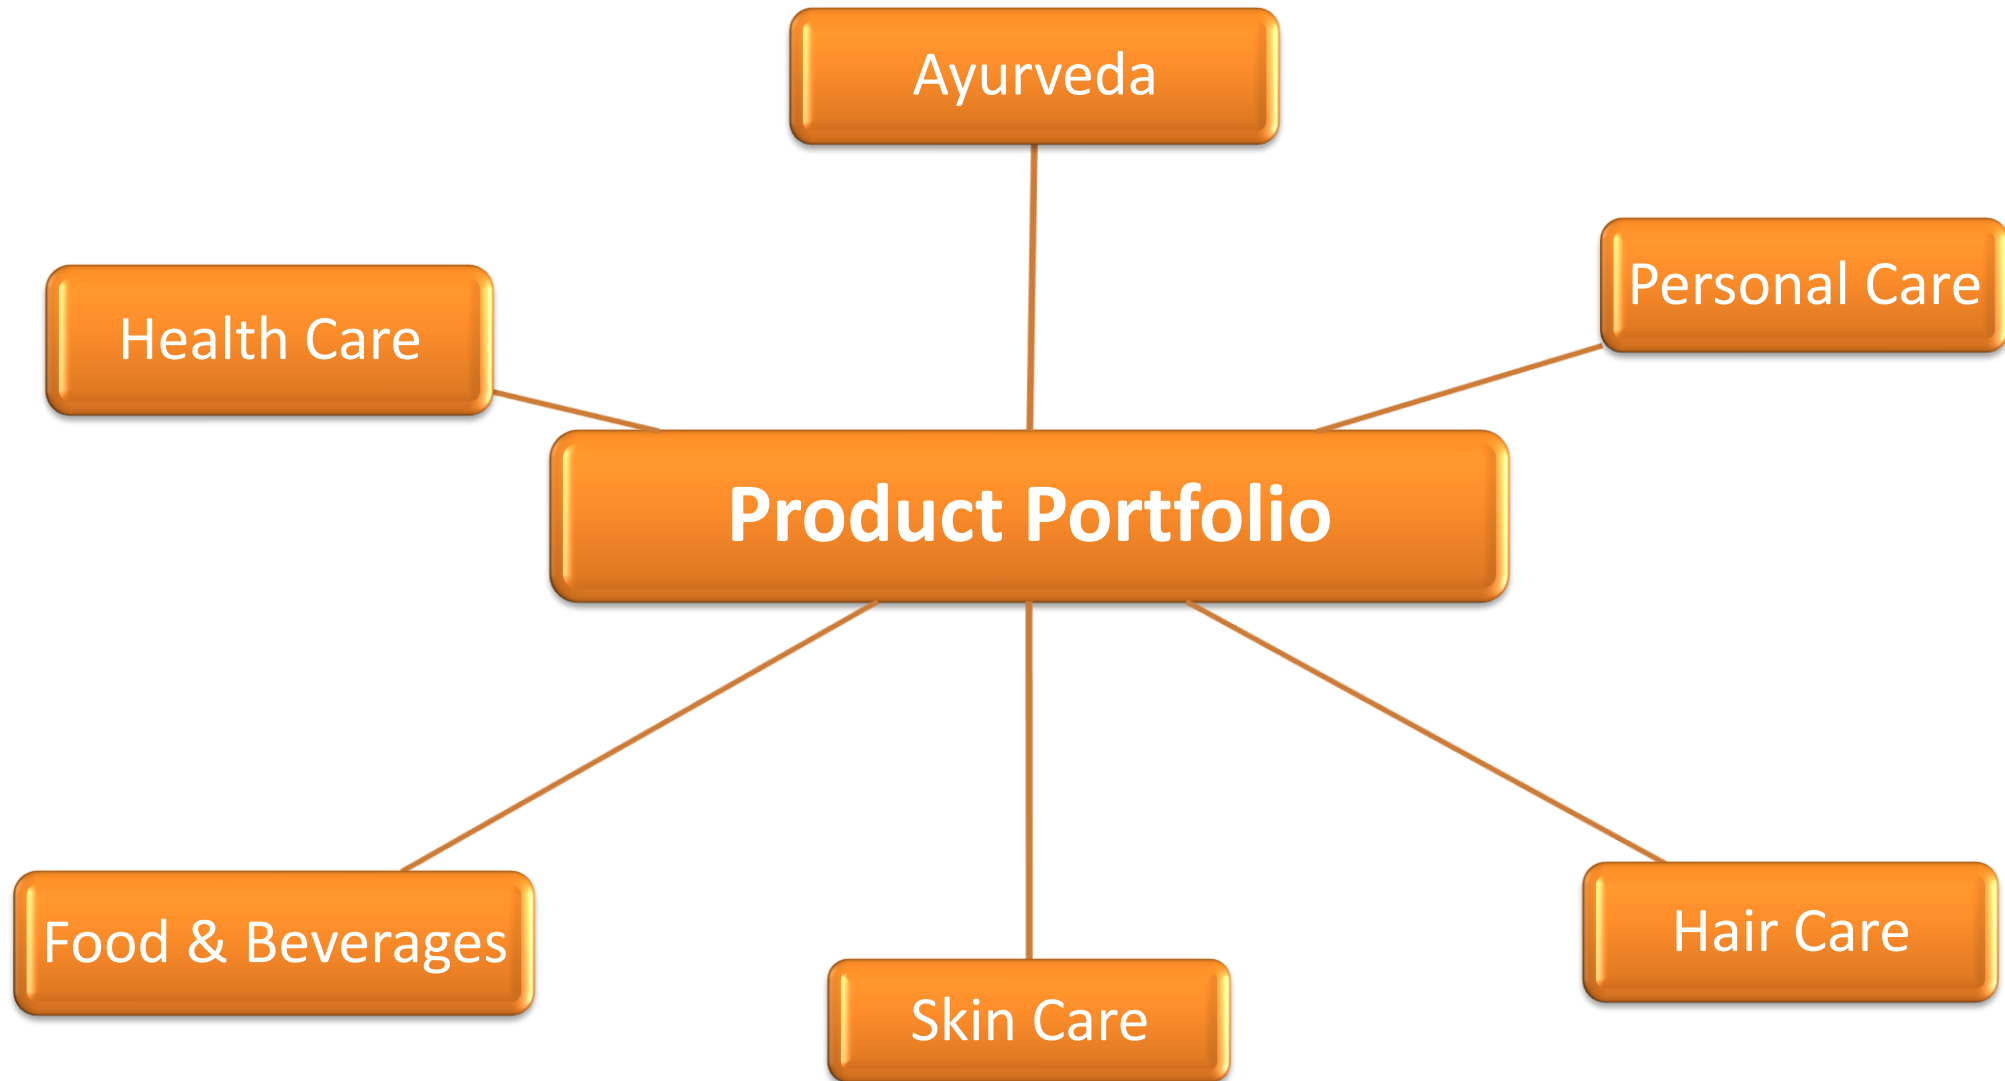 Ayurveda
Personal Care
Health Care
Product Portfolio
Food & Beverages
Hair Care
Skin Care